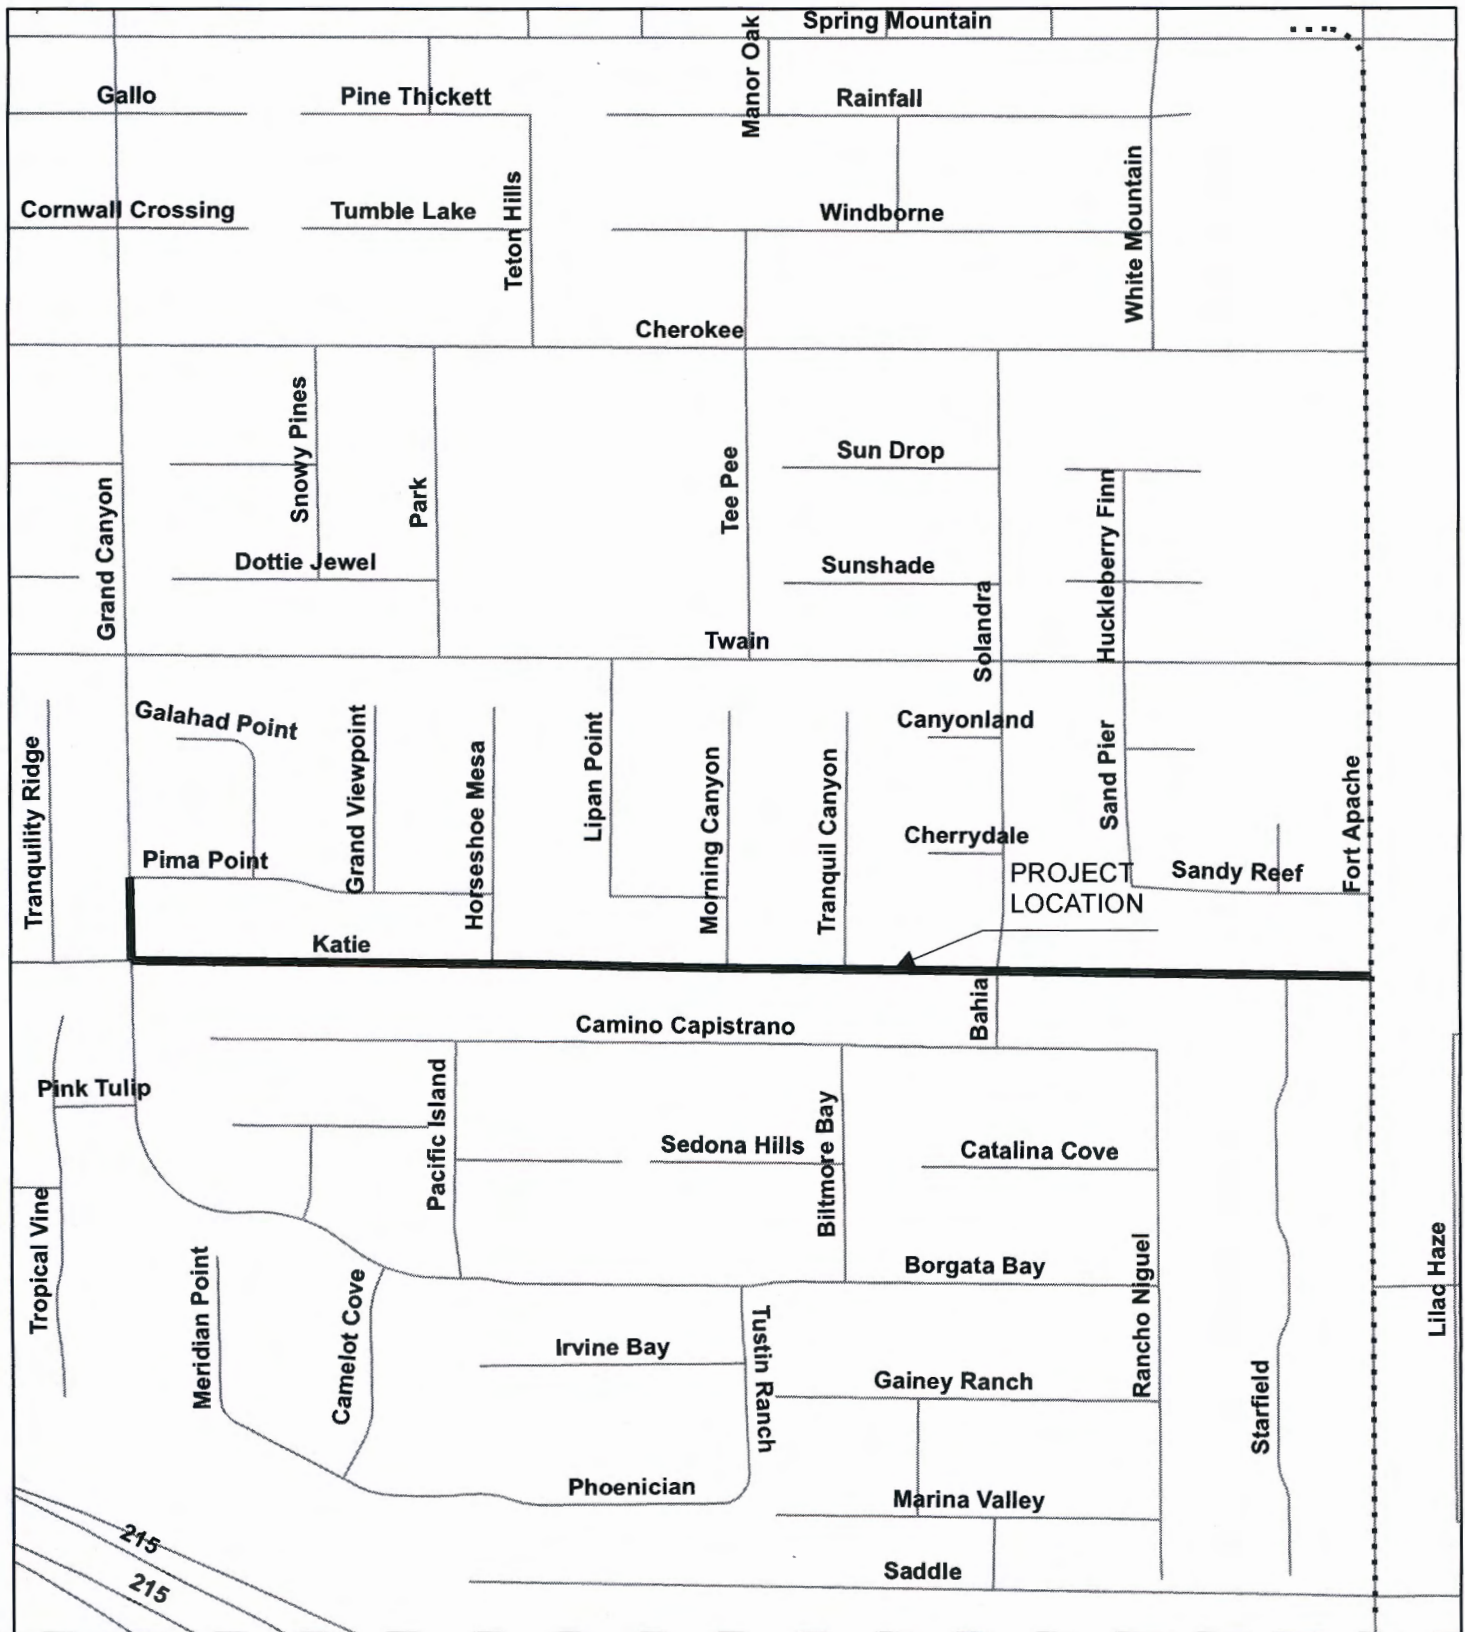 Spring Mountain
Manor Oak
Gallo
Pine Thickett
Rainfall
White Mountain
Teton Hills
Cornwall Crossing
Tumble Lake
Windborne
Cherokee
Snowy Pines
Grand Canyon
Park
Tee Pee
Sun Drop
Huckleberry Finn
Dottie Jewel
Sunshade
Solandra
Twain
Galahad Point
Tranquility Ridge
Grand Viewpoint
Horseshoe Mesa
Lipan Point
Morning Canyon
Tranquil Canyon
Canyonland
Sand Pier
Fort Apache
Cherrydale
Pima Point
Sandy Reef
PROJECT
LOCATION
Katie
Bahia
Camino Capistrano
Pink Tulip
Pacific Island
Sedona Hills
Biltmore Bay
Catalina Cove
Tropical Vine
Meridian Point
Camelot Cove
Borgata Bay
Rancho Niguel
Lilac Haze
Irvine Bay
Tustin Ranch
Gainey Ranch
Starfield
Phoenician
Marina Valley
215
215
Saddle